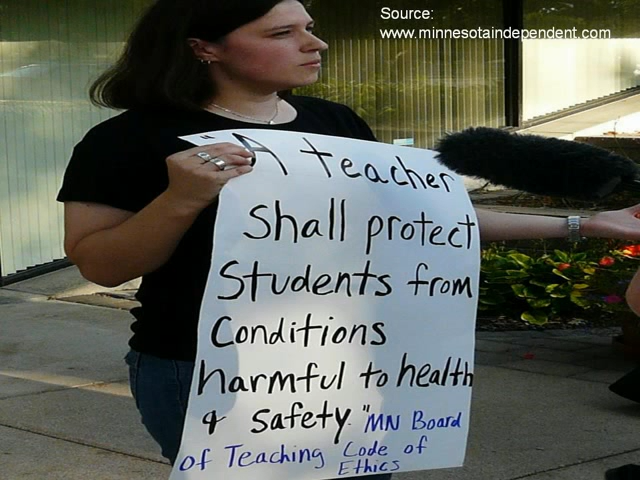 Source:
www.minnesotaindependent.com
"A teacher
shall protect
Students from
Conditions
harmful to health
& safety."MN Board
of Teaching Code of
Ethics